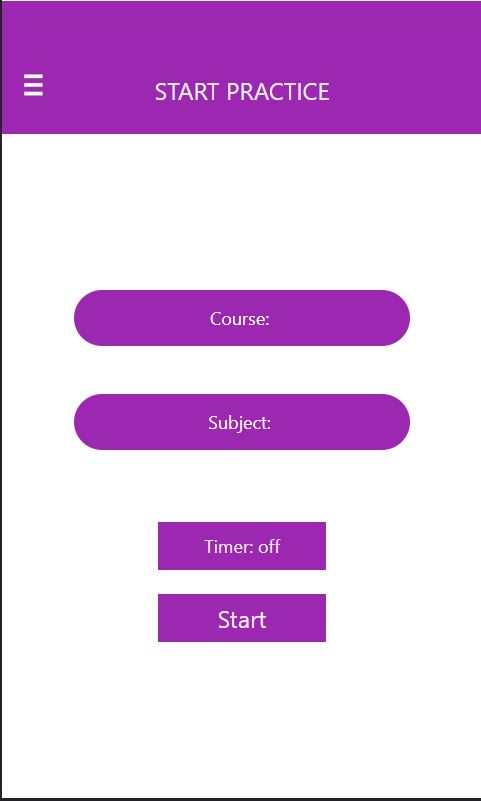 START PRACTICE
Course:
Subject:
Timer: off
Start